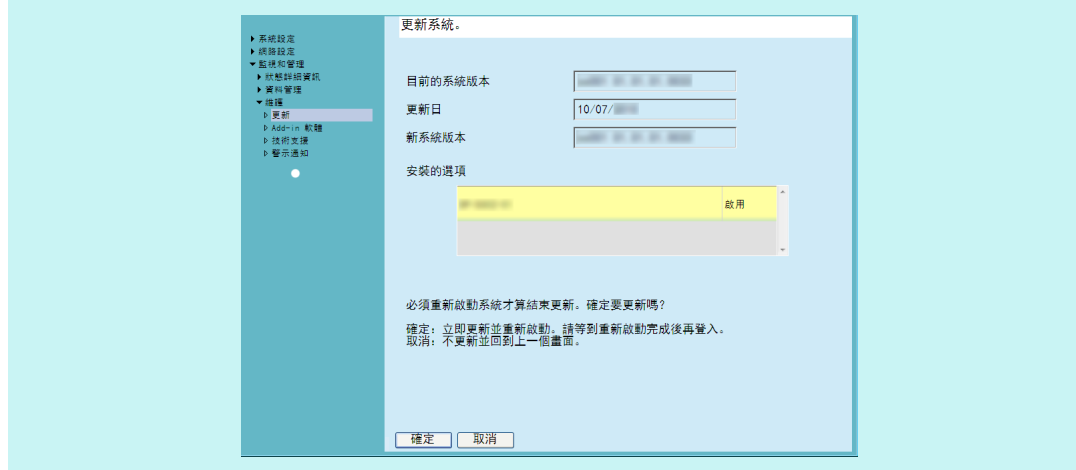 更新系統。
系統設定
網路設定
監視和管理
狀態詳細資訊
資料管理
維護
更新
Add-in 軟體
技術支援
警示通知
目前的系統版本
更新日
10/07/
新系統版本
安裝的選項
啟用
必須重新啟動系統才算結束更新。確定要更新嗎?
確定: 立即更新並重新啟動。請等到重新啟動完成後再登入。
取消: 不更新並回到上一個畫面。
確定
取消